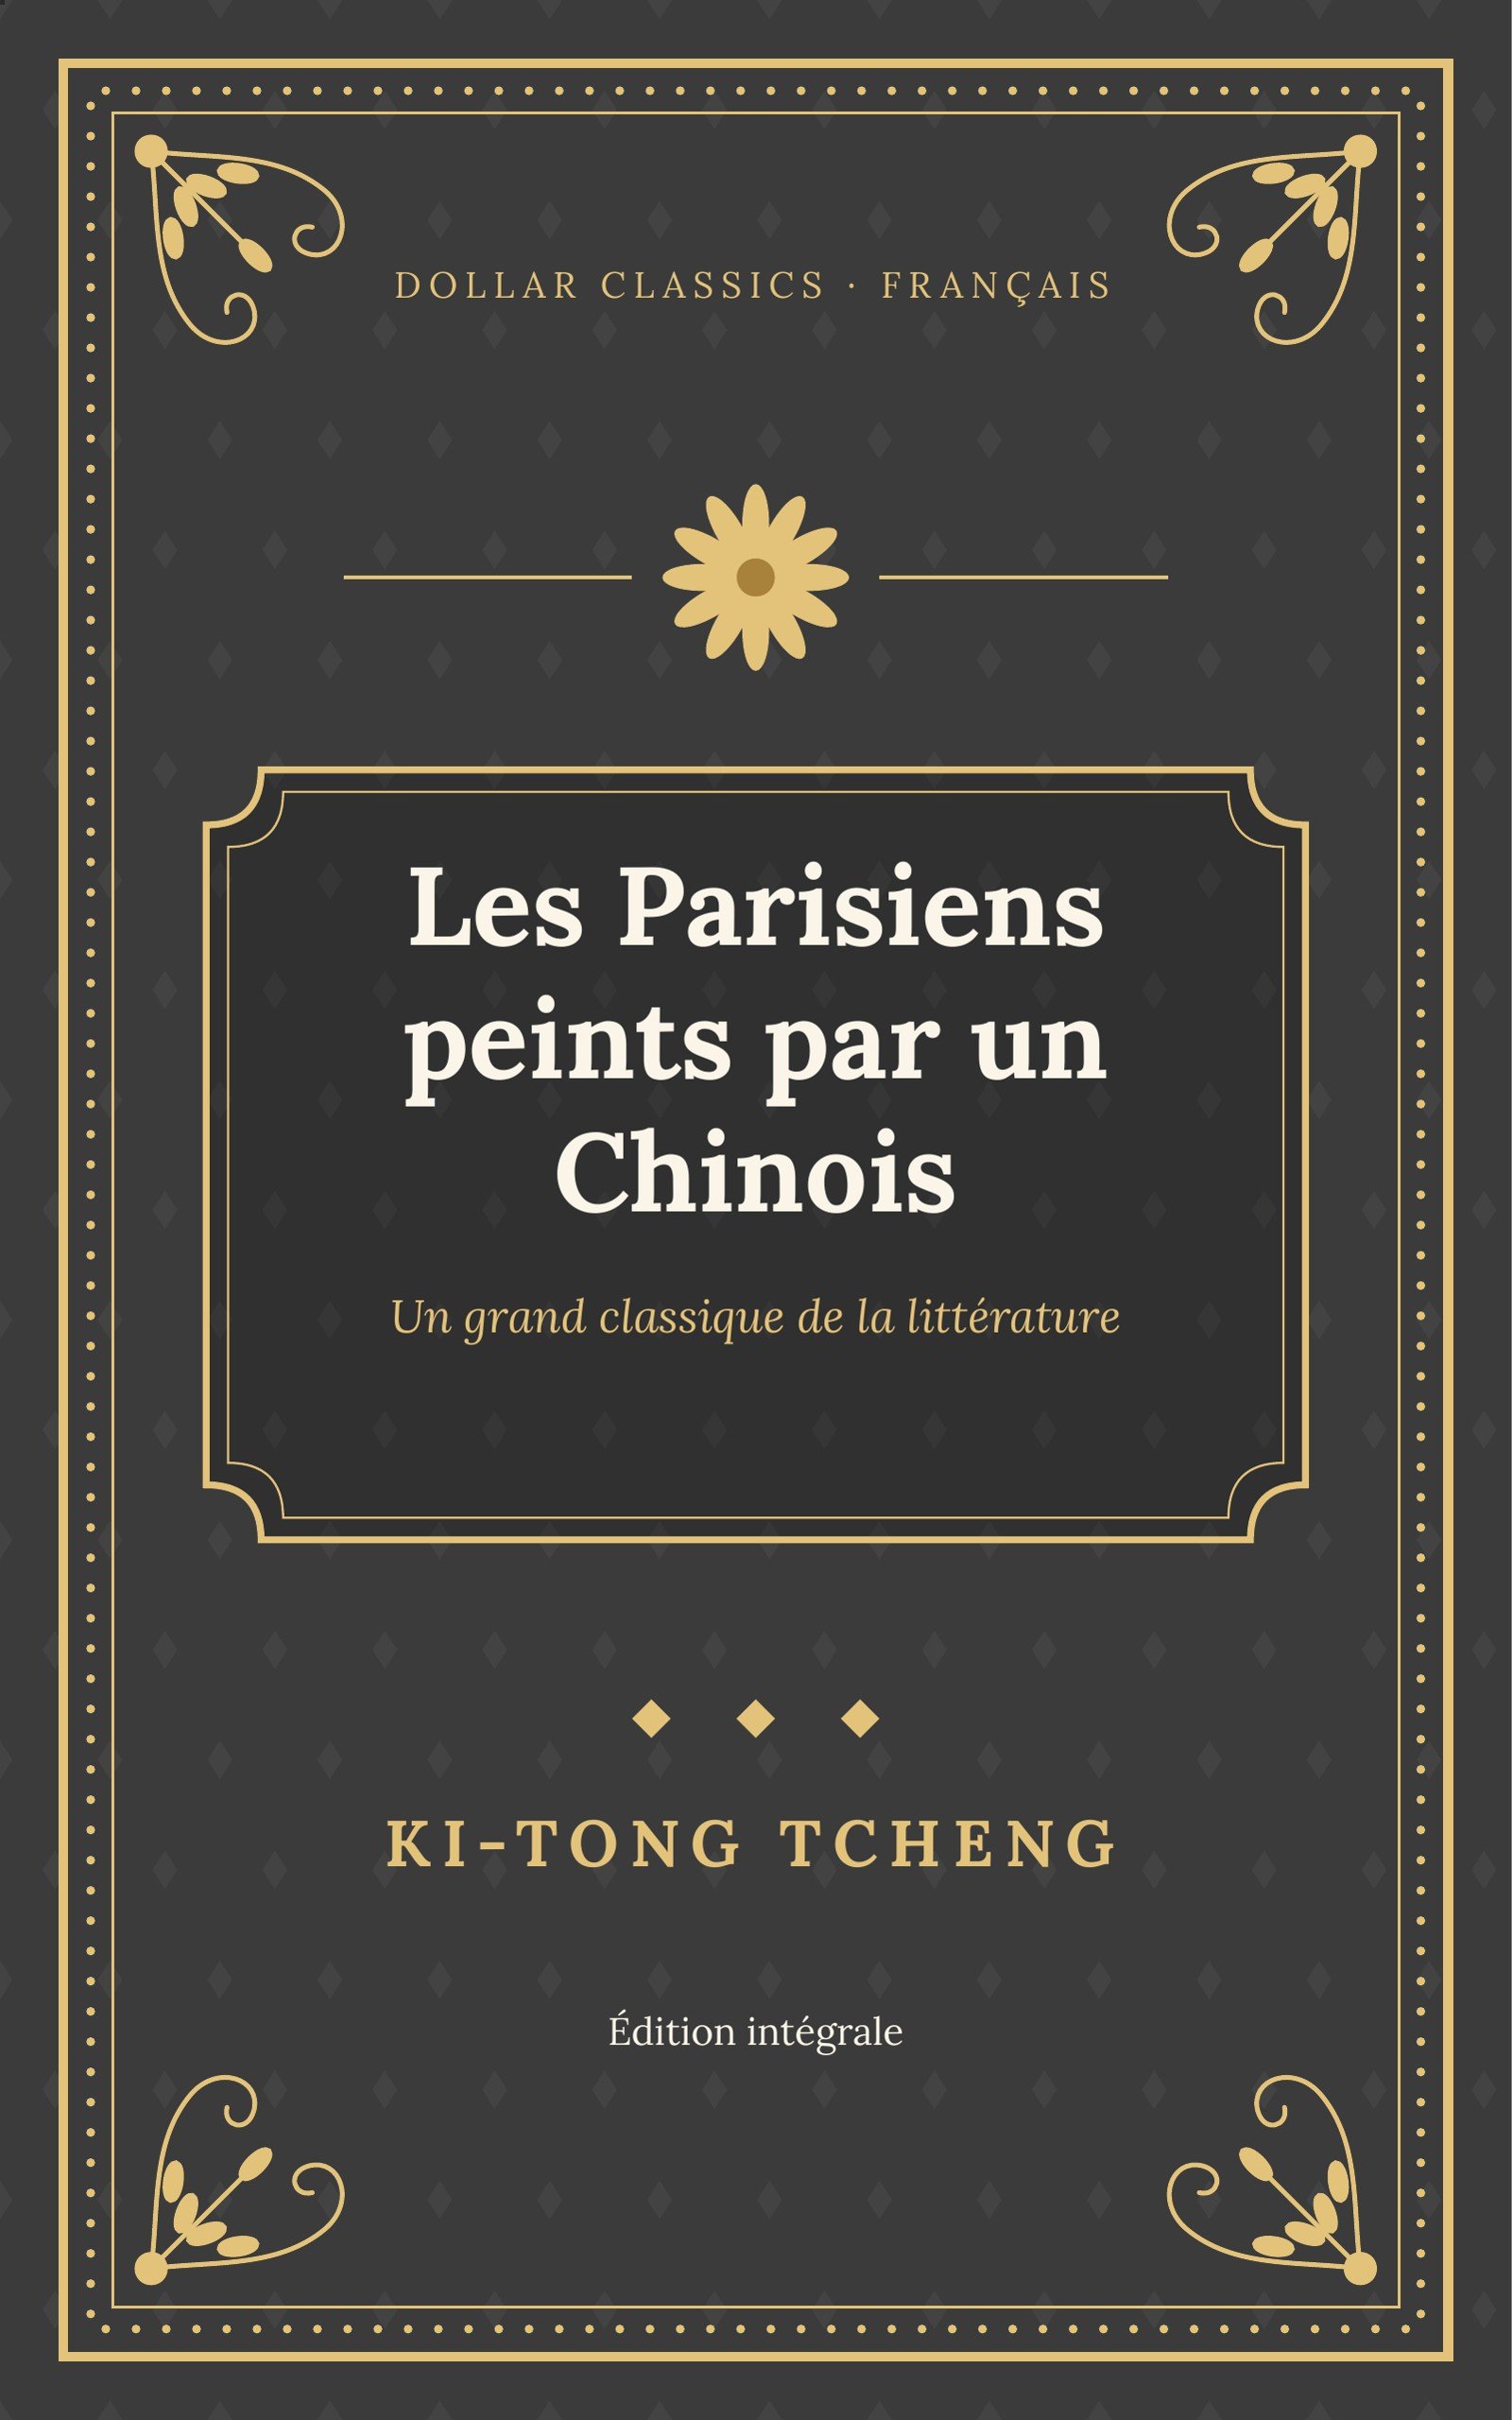 DOLLAR CLASSICS · FRANÇAIS
Les Parisiens
peints par un
Chinois
Un grand classique de la littérature
KI-TONG TCHENG
Édition intégrale